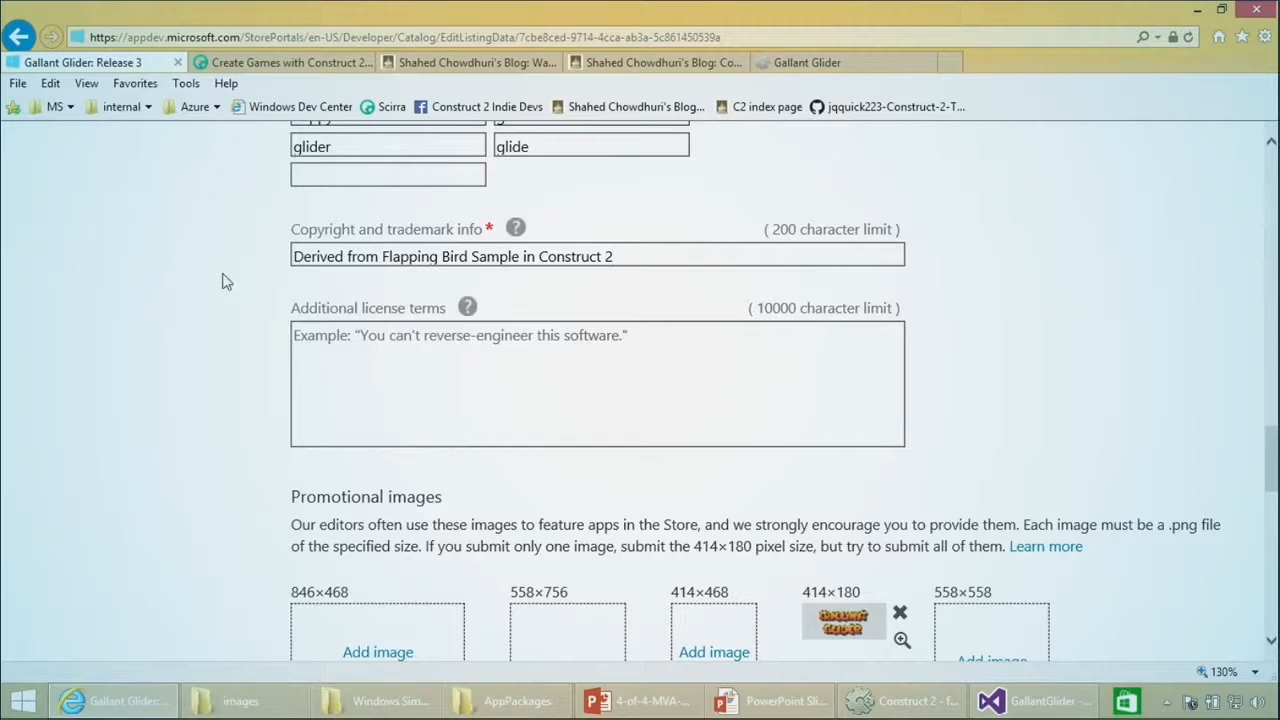 https://appdev.microsoft.com/StorePortals/en-US/Developer/Catalog/EditListingData/7cbe8ced-9714-4cca-ab3a-5c861450539a
Gallant Glider: Release 3
Create Games with Construct 2...
Shahed Chowdhuri's Blog: Wa...
Shahed Chowdhuri's Blog: Co...
Gallant Glider
File Edit View Favorites Tools Help
MS internal Azure Windows Dev Center Scirra Construct 2 Indie Devs Shahed Chowdhuri's Blog... C2 index page jqquick223-Construct-2-T...
glider glide
Copyright and trademark info * ? ( 200 character limit )
Derived from Flapping Bird Sample in Construct 2
Additional license terms ? ( 10000 character limit )
Example: "You can't reverse-engineer this software."
Promotional images
Our editors often use these images to feature apps in the Store, and we strongly encourage you to provide them. Each image must be a .png file
of the specified size. If you submit only one image, submit the 414×180 pixel size, but try to submit all of them. Learn more
846×468 558×756 414×468 414×180 558×558
GALLANT
GLIDER
Add image Add image Add image
130%
Gallant Glider:... images Windows Sim... AppPackages 4-of-4-MVA-... PowerPoint Sli... Construct 2 - f... GallantGlider -...